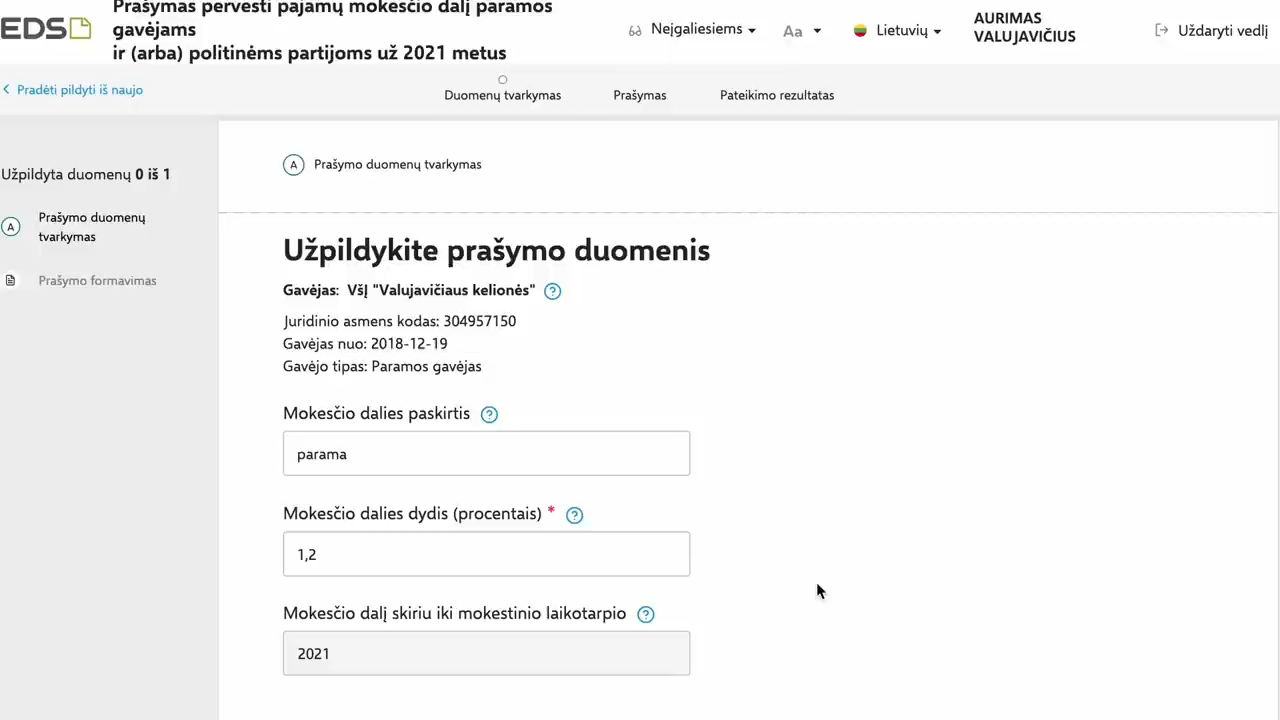 EDS
Prašymas pervesti pajamų mokesčio dalį paramos
gavėjams
ir (arba) politinėms partijoms už 2021 metus
Neįgaliesiems
Aa
Lietuvių
AURIMAS
VALUJAVIČIUS
Uždaryti vedlį
Pradėti pildyti iš naujo
Duomenų tvarkymas
Prašymas
Pateikimo rezultatas
Užpildyta duomenų 0 iš 1
A
Prašymo duomenų
tvarkymas
Prašymo formavimas
A
Prašymo duomenų tvarkymas
Užpildykite prašymo duomenis
Gavėjas: VšĮ "Valujavičiaus kelionės" ?
Juridinio asmens kodas: 304957150
Gavėjas nuo: 2018-12-19
Gavėjo tipas: Paramos gavėjas
Mokesčio dalies paskirtis ?
parama
Mokesčio dalies dydis (procentais) * ?
1,2
Mokesčio dalį skiriu iki mokestinio laikotarpio ?
2021